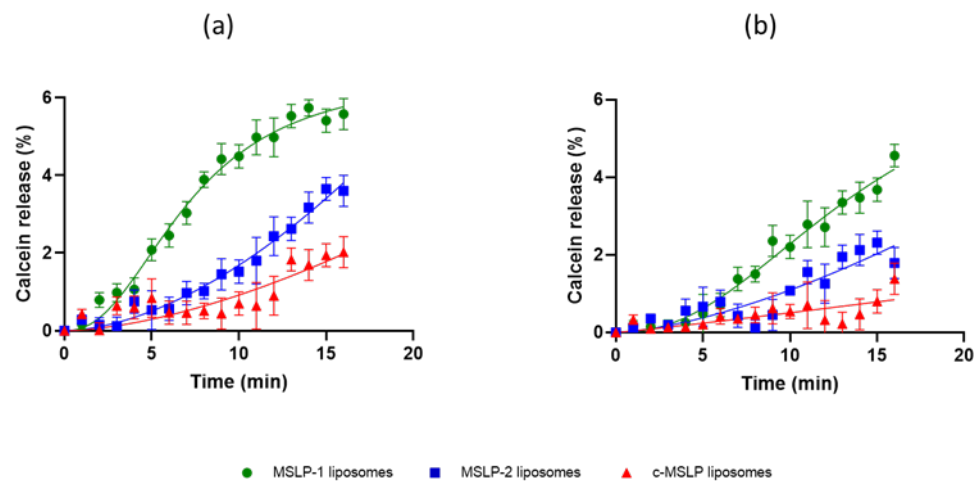 (a)
(b)
6
4
2
0
0
5
10
15
20
Calcein release (%)
Time (min)
6
4
2
0
0
5
10
15
20
Calcein release (%)
Time (min)
MSLP-1 liposomes
MSLP-2 liposomes
c-MSLP liposomes